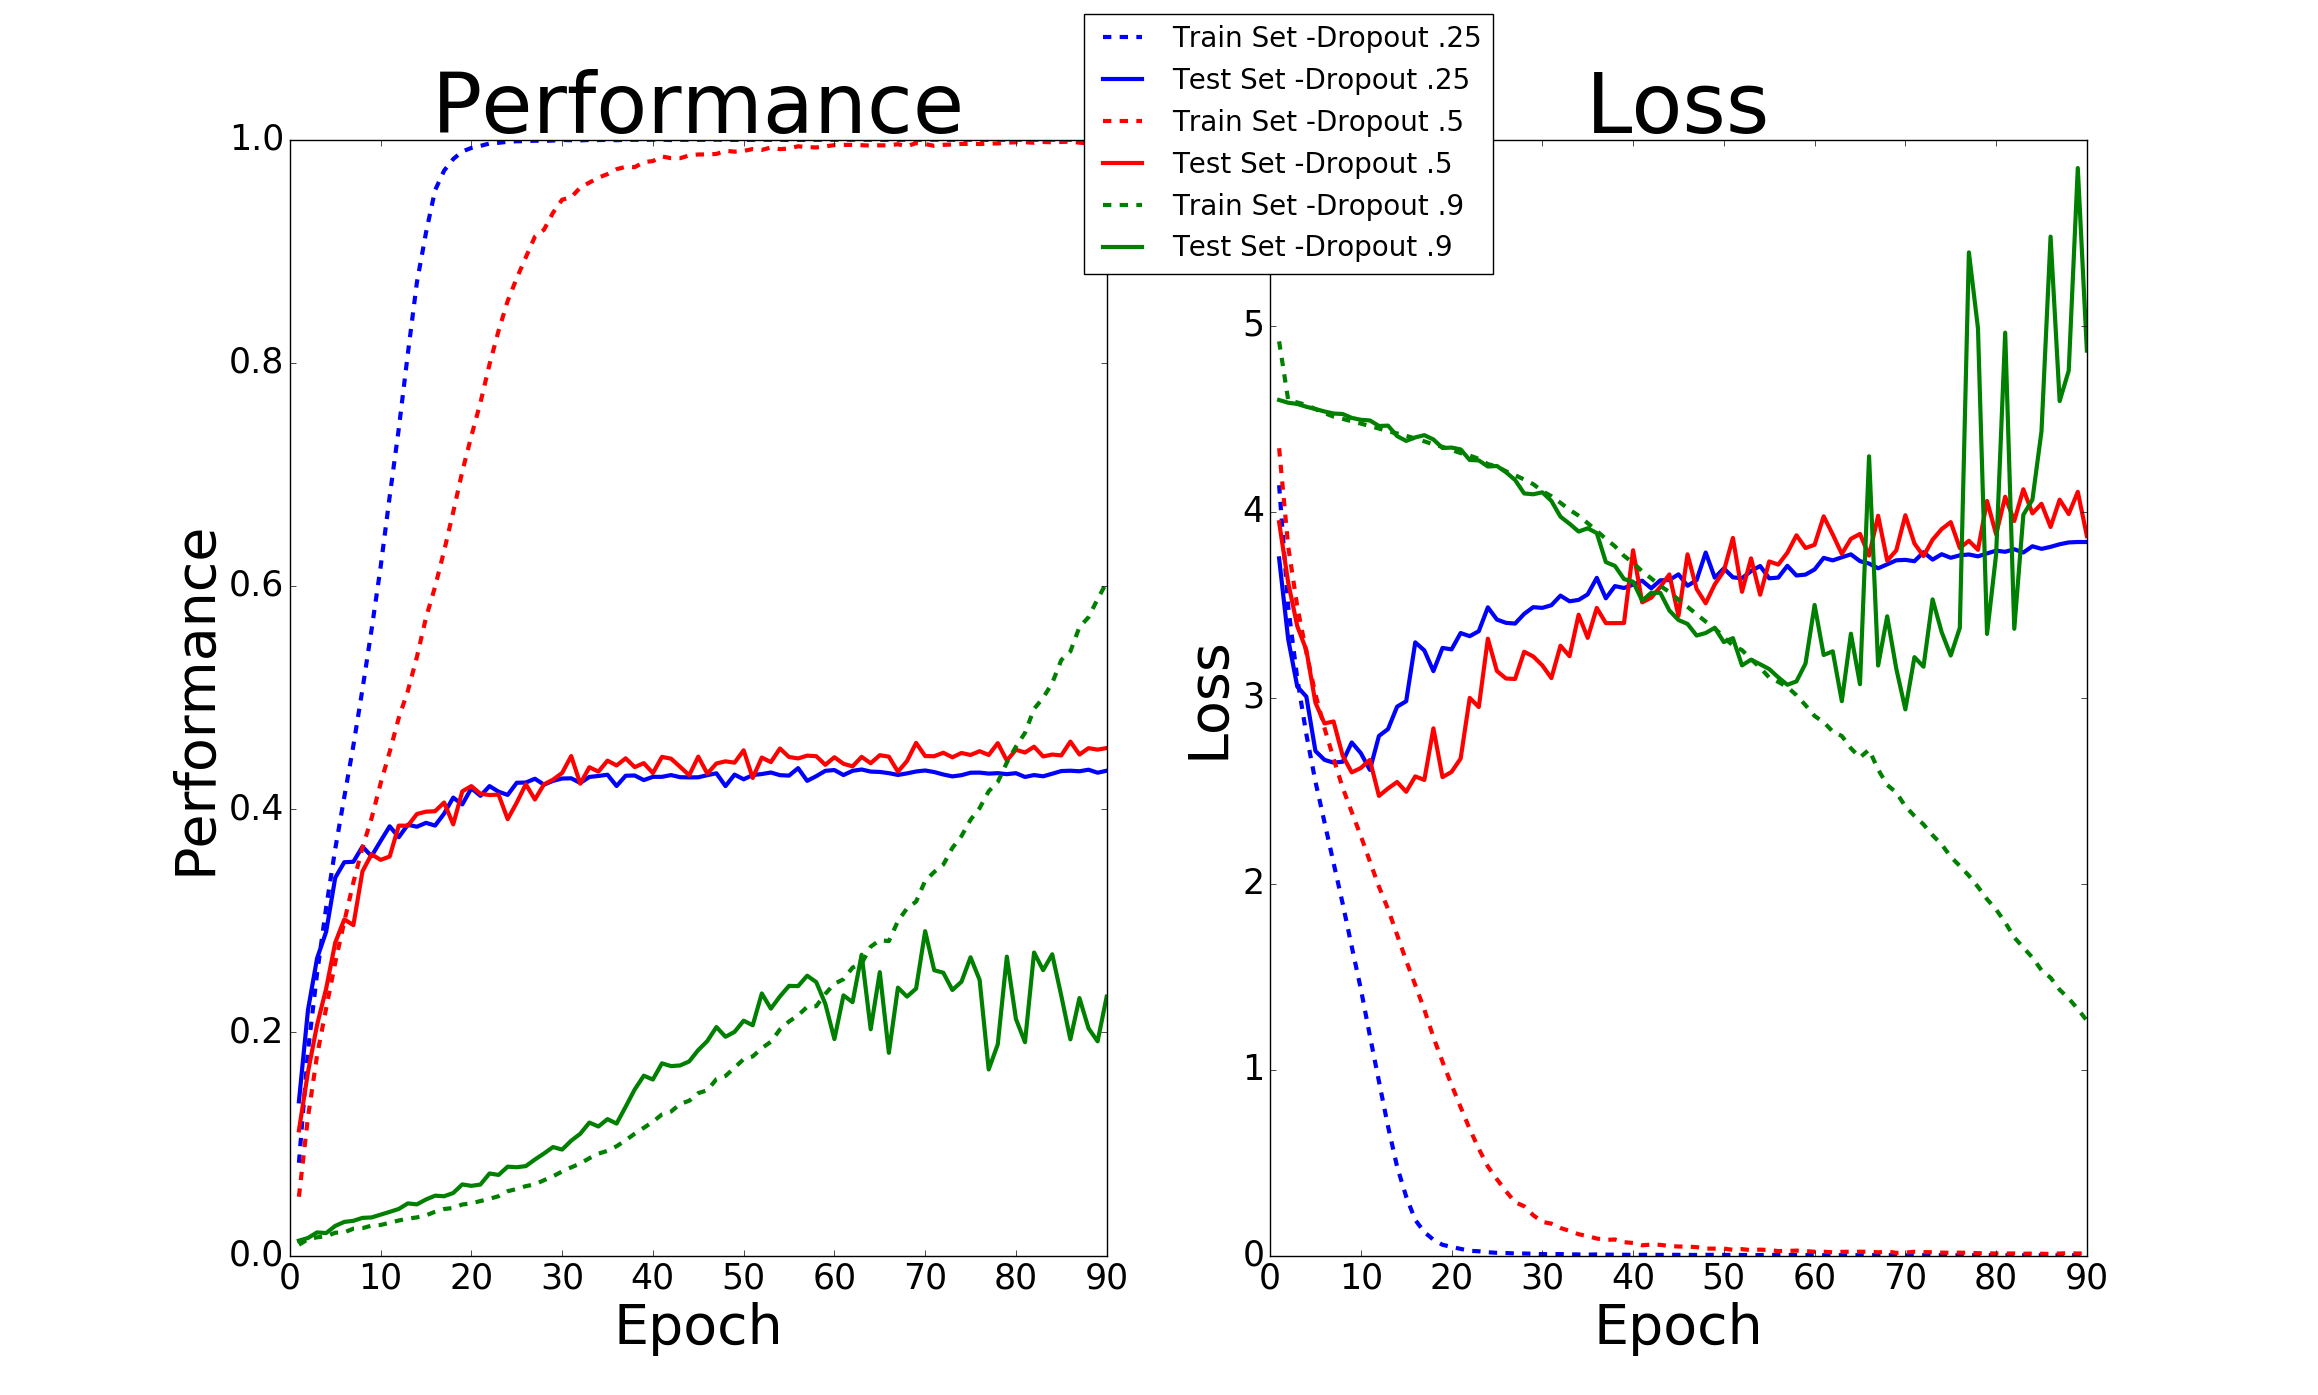 Train Set -Dropout .25
Test Set -Dropout .25
Train Set -Dropout .5
Test Set -Dropout .5
Train Set -Dropout .9
Test Set -Dropout .9
Performance
1.0
0.8
0.6
0.4
0.2
0.0
Performance
0 10 20 30 40 50 60 70 80 90
Epoch
Loss
5
4
3
2
1
0
Loss
0 10 20 30 40 50 60 70 80 90
Epoch